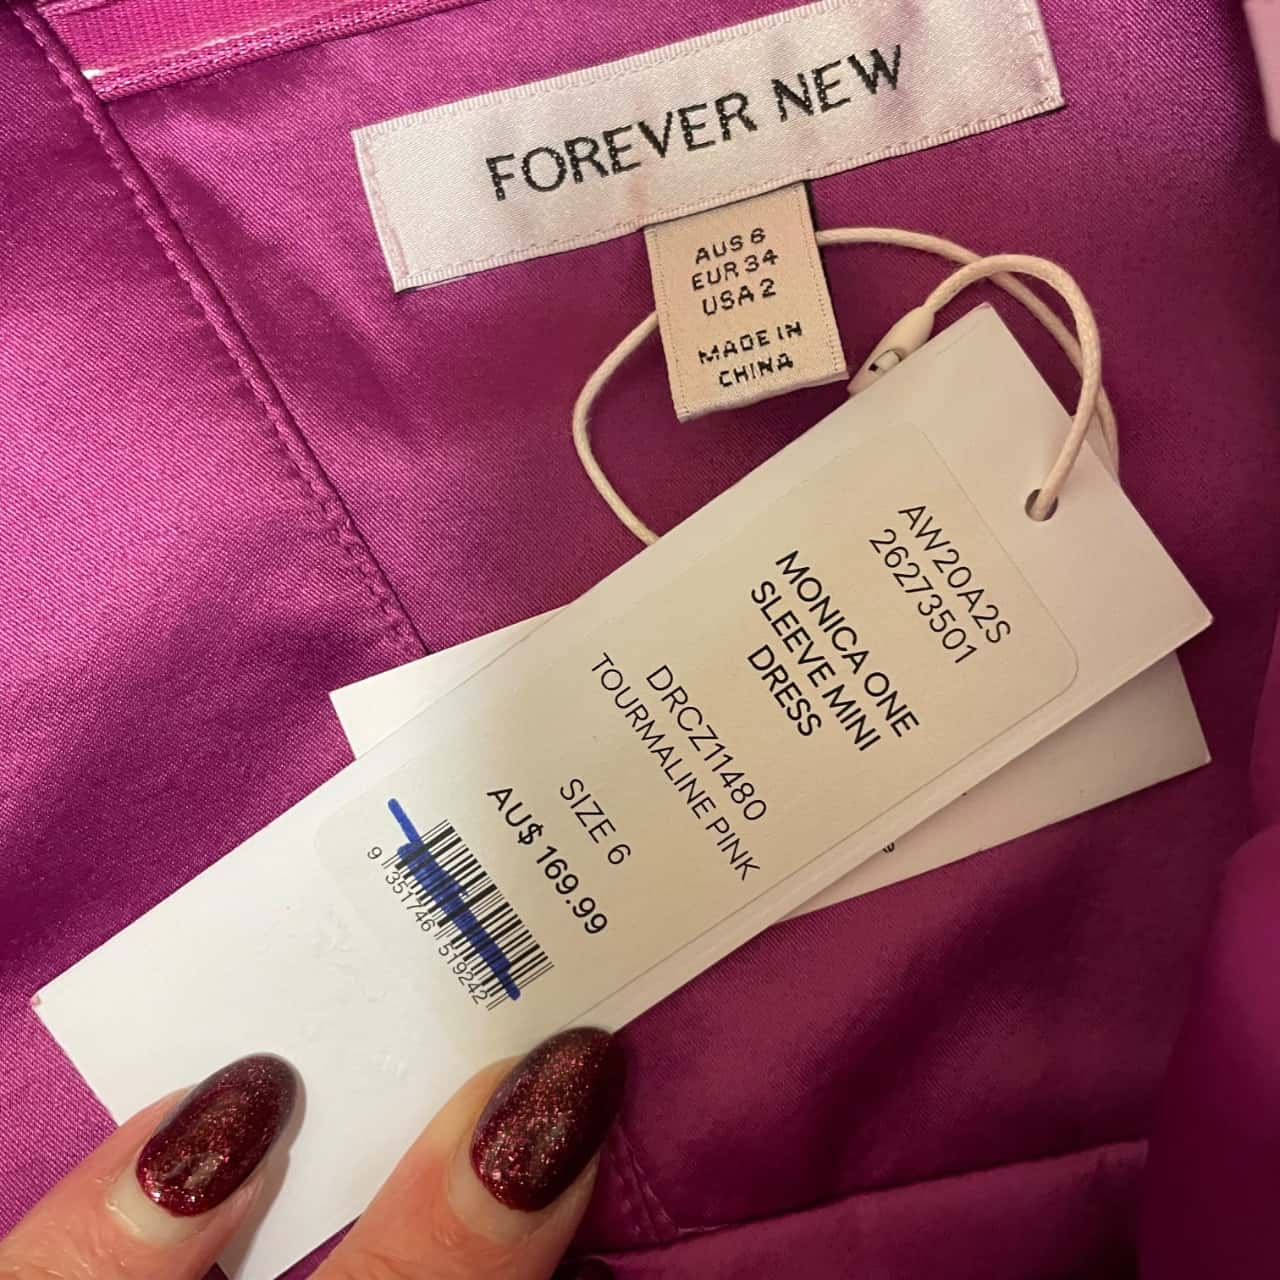 FOREVER NEW
AUS 6
EUR 34
USA 2
MADE IN
CHINA
AW20A2S
26273501
MONICA ONE
SLEEVE MINI
DRESS
DRCZ11480
TOURMALINE PINK
SIZE 6
AU$ 169.99
9 351746 519242